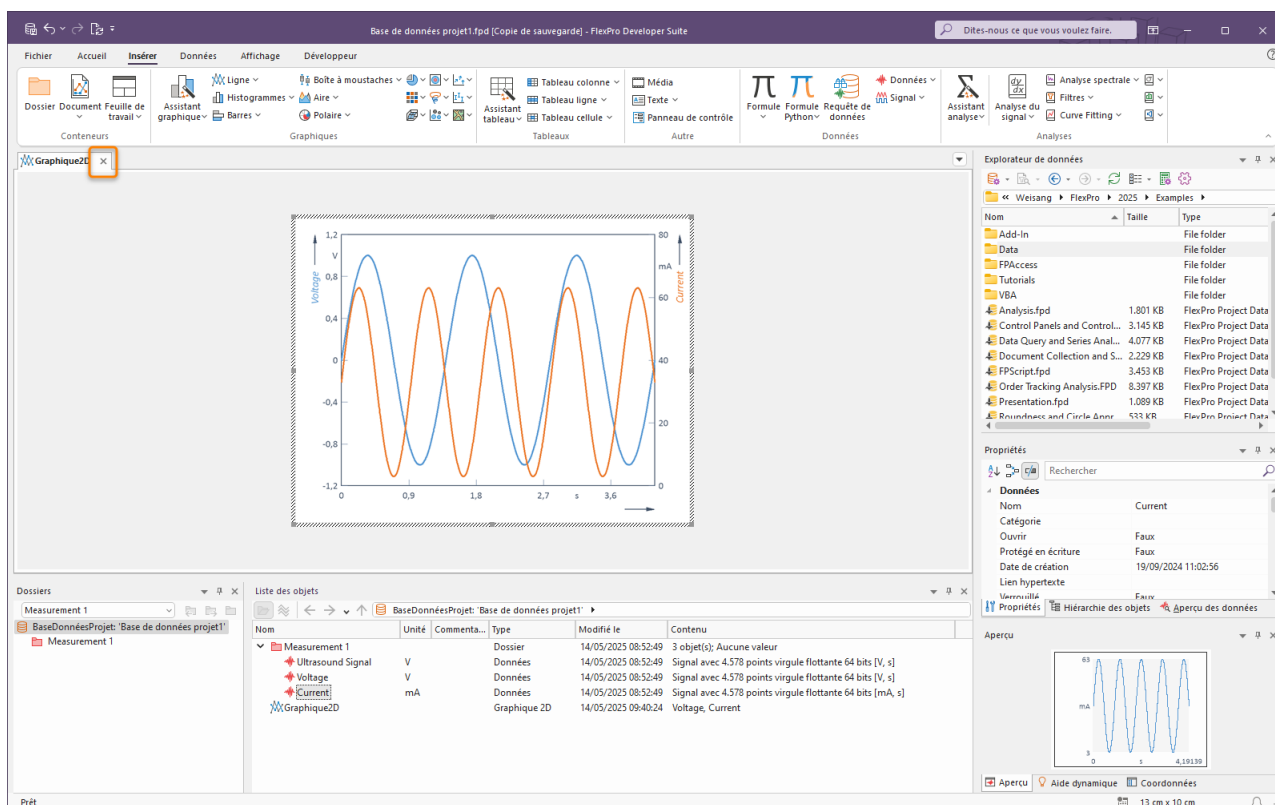 Base de données projet1.fpd [Copie de sauvegarde] - FlexPro Developer Suite
Dites-nous ce que vous voulez faire.
Fichier Accueil Insérer Données Affichage Développeur
Dossier Document Feuille de travail
Conteneurs
Assistant graphique
Ligne
Histogrammes
Barres
Boîte à moustaches
Aire
Polaire
Graphiques
Assistant tableau
Tableau colonne
Tableau ligne
Tableau cellule
Tableaux
Média
Texte
Panneau de contrôle
Autre
Formule
Formule Python
Requête de données
Données
Signal
Données
Assistant analyse
dy
dx
Analyse du signal
Analyse spectrale
Filtres
Curve Fitting
Analyses
Graphique2D
1,2
V
0,8
0,4
0
-0,4
-0,8
-1,2
Voltage
80
mA
60
40
20
0
Current
0 0,9 1,8 2,7 s 3,6
Explorateur de données
« Weisang FlexPro 2025 Examples
Nom Taille Type
Add-In File folder
Data File folder
FPAccess File folder
Tutorials File folder
VBA File folder
Analysis.fpd 1.801 KB FlexPro Project Data
Control Panels and Control... 3.145 KB FlexPro Project Data
Data Query and Series Anal... 4.077 KB FlexPro Project Data
Document Collection and S... 2.229 KB FlexPro Project Data
FPScript.fpd 3.453 KB FlexPro Project Data
Order Tracking Analysis.FPD 8.397 KB FlexPro Project Data
Presentation.fpd 1.089 KB FlexPro Project Data
Roundness and Circle Appr 533 KB FlexPro Project Data
Propriétés
Rechercher
Données
Nom Current
Catégorie
Ouvrir Faux
Protégé en écriture Faux
Date de création 19/09/2024 11:02:56
Lien hypertexte
Verrouillé Faux
Propriétés Hiérarchie des objets Aperçu des données
Dossiers
Measurement 1
BaseDonnéesProjet: 'Base de données projet1'
Measurement 1
Liste des objets
BaseDonnéesProjet: 'Base de données projet1'
Nom Unité Commenta... Type Modifié le Contenu
Measurement 1 Dossier 14/05/2025 08:52:49 3 objet(s); Aucune valeur
Ultrasound Signal V Données 14/05/2025 08:52:49 Signal avec 4.578 points virgule flottante 64 bits [V, s]
Voltage V Données 14/05/2025 08:52:49 Signal avec 4.578 points virgule flottante 64 bits [V, s]
Current mA Données 14/05/2025 08:52:49 Signal avec 4.578 points virgule flottante 64 bits [mA, s]
Graphique2D Graphique 2D 14/05/2025 09:40:24 Voltage, Current
Aperçu
63
mA
3
0 s 4,19139
Aperçu Aide dynamique Coordonnées
Prêt
13 cm x 10 cm